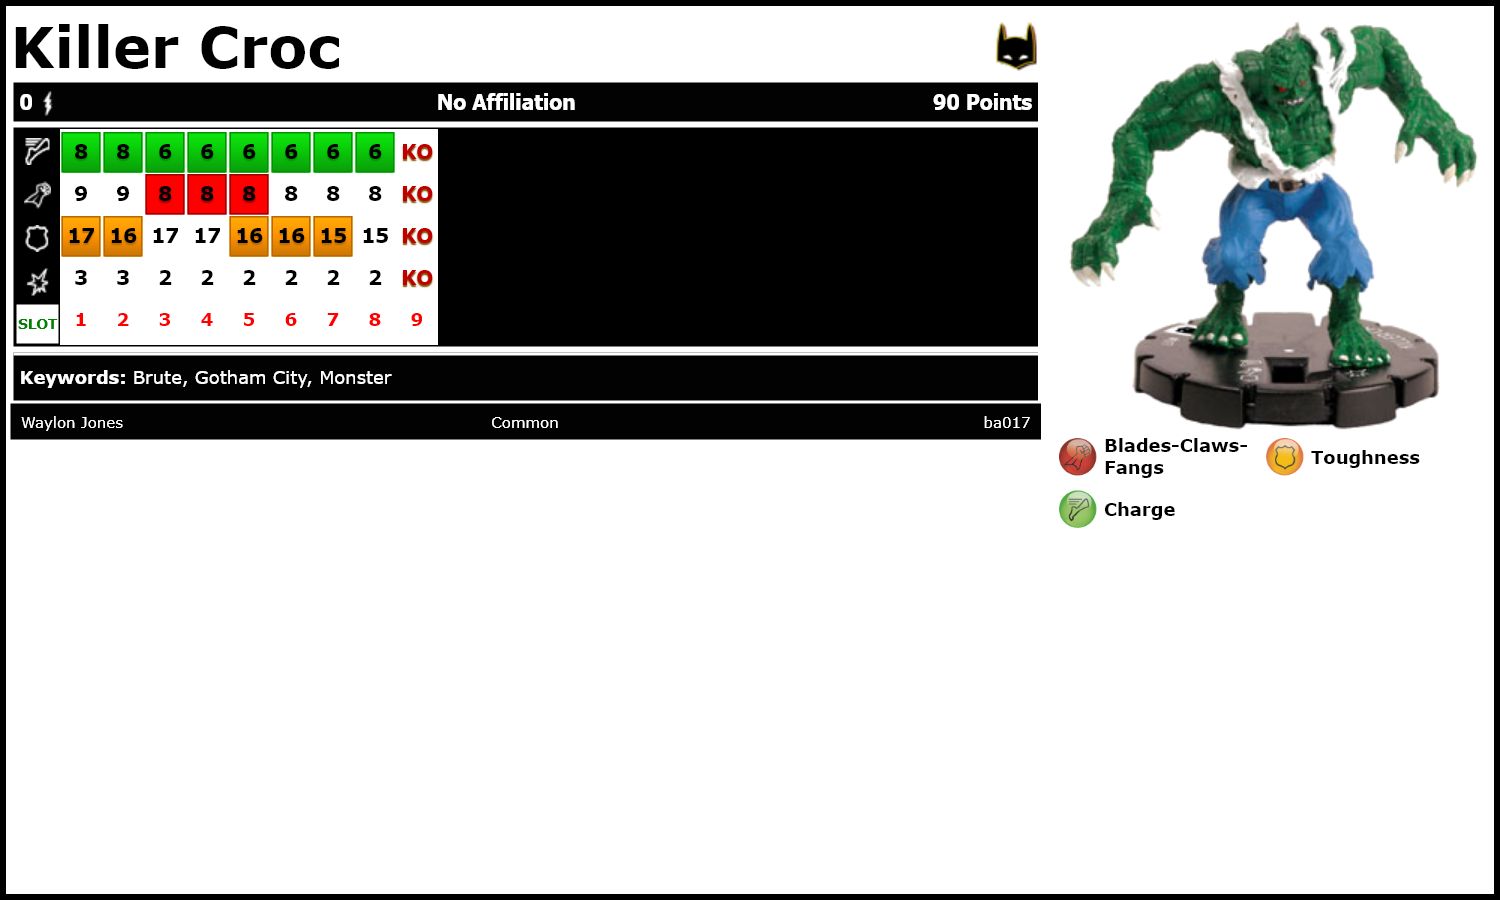 Killer Croc
0 No Affiliation 90 Points
8 8 6 6 6 6 6 6 KO
9 9 8 8 8 8 8 8 KO
17 16 17 17 16 16 15 15 KO
3 3 2 2 2 2 2 2 KO
SLOT 1 2 3 4 5 6 7 8 9
Keywords: Brute, Gotham City, Monster
Waylon Jones Common ba017
Blades-Claws-
Fangs
Toughness
Charge